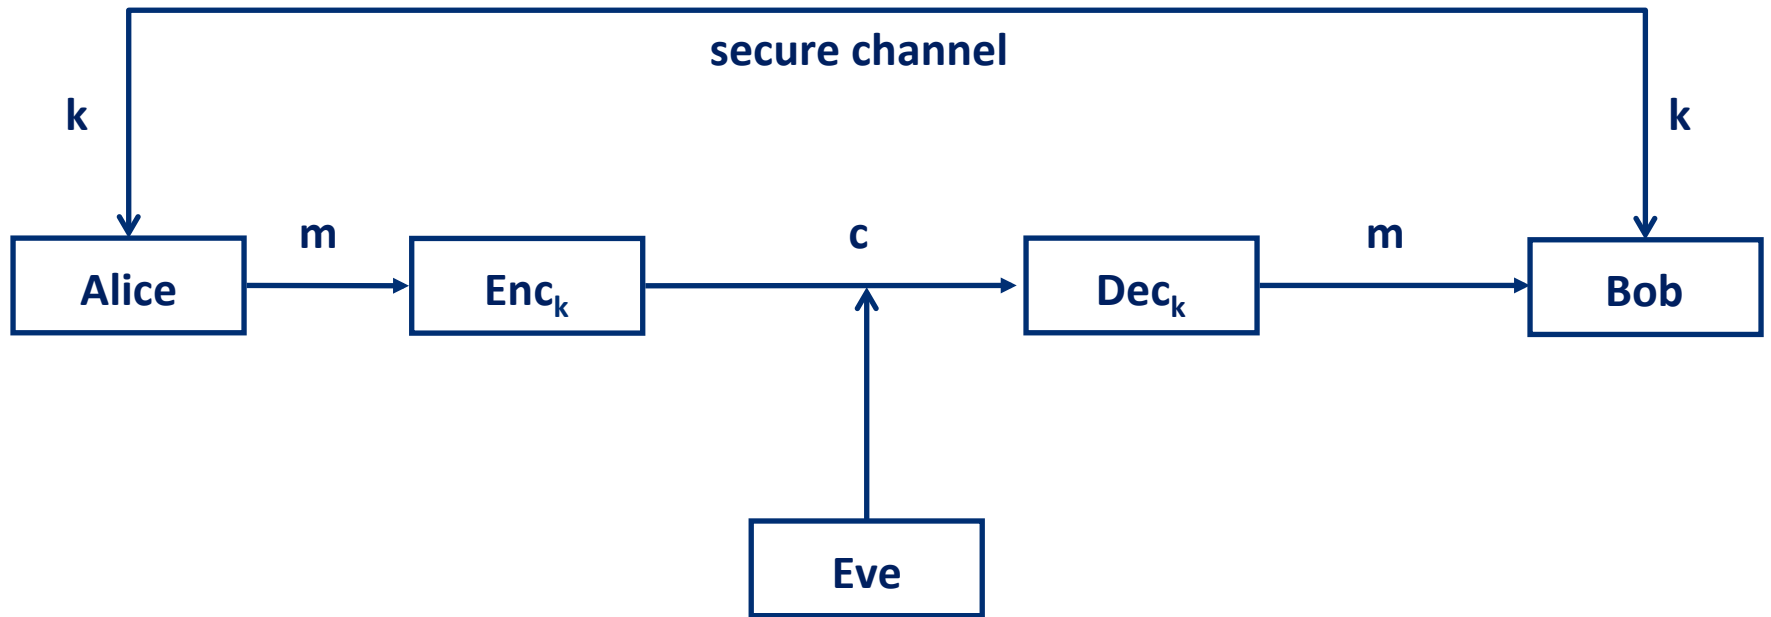 secure channel
k
k
m
c
m
Alice
Enc_k
Dec_k
Bob
Eve